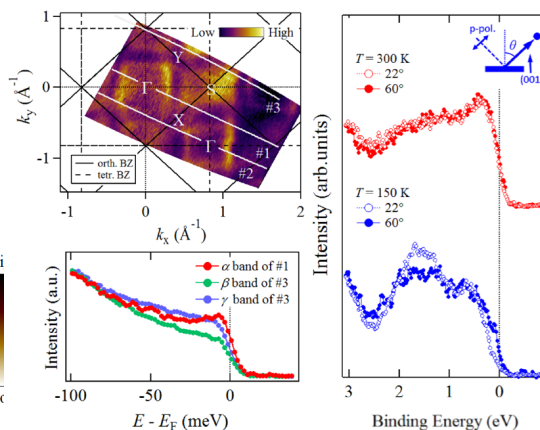 Low High
k_y (Å⁻¹)
1
0
-1
Y
Γ
S
X
Γ
#3
#1
#2
orth. BZ
tetr. BZ
-1 0 1 2
k_x (Å⁻¹)
Intensity (a.u.)
α band of #1
β band of #3
γ band of #3
-100 -50 0
E - E_F (meV)
Intensity (arb.units)
p-pol.
θ
(001
T = 300 K
22°
60°
T = 150 K
22°
60°
3 2 1 0
Binding Energy (eV)